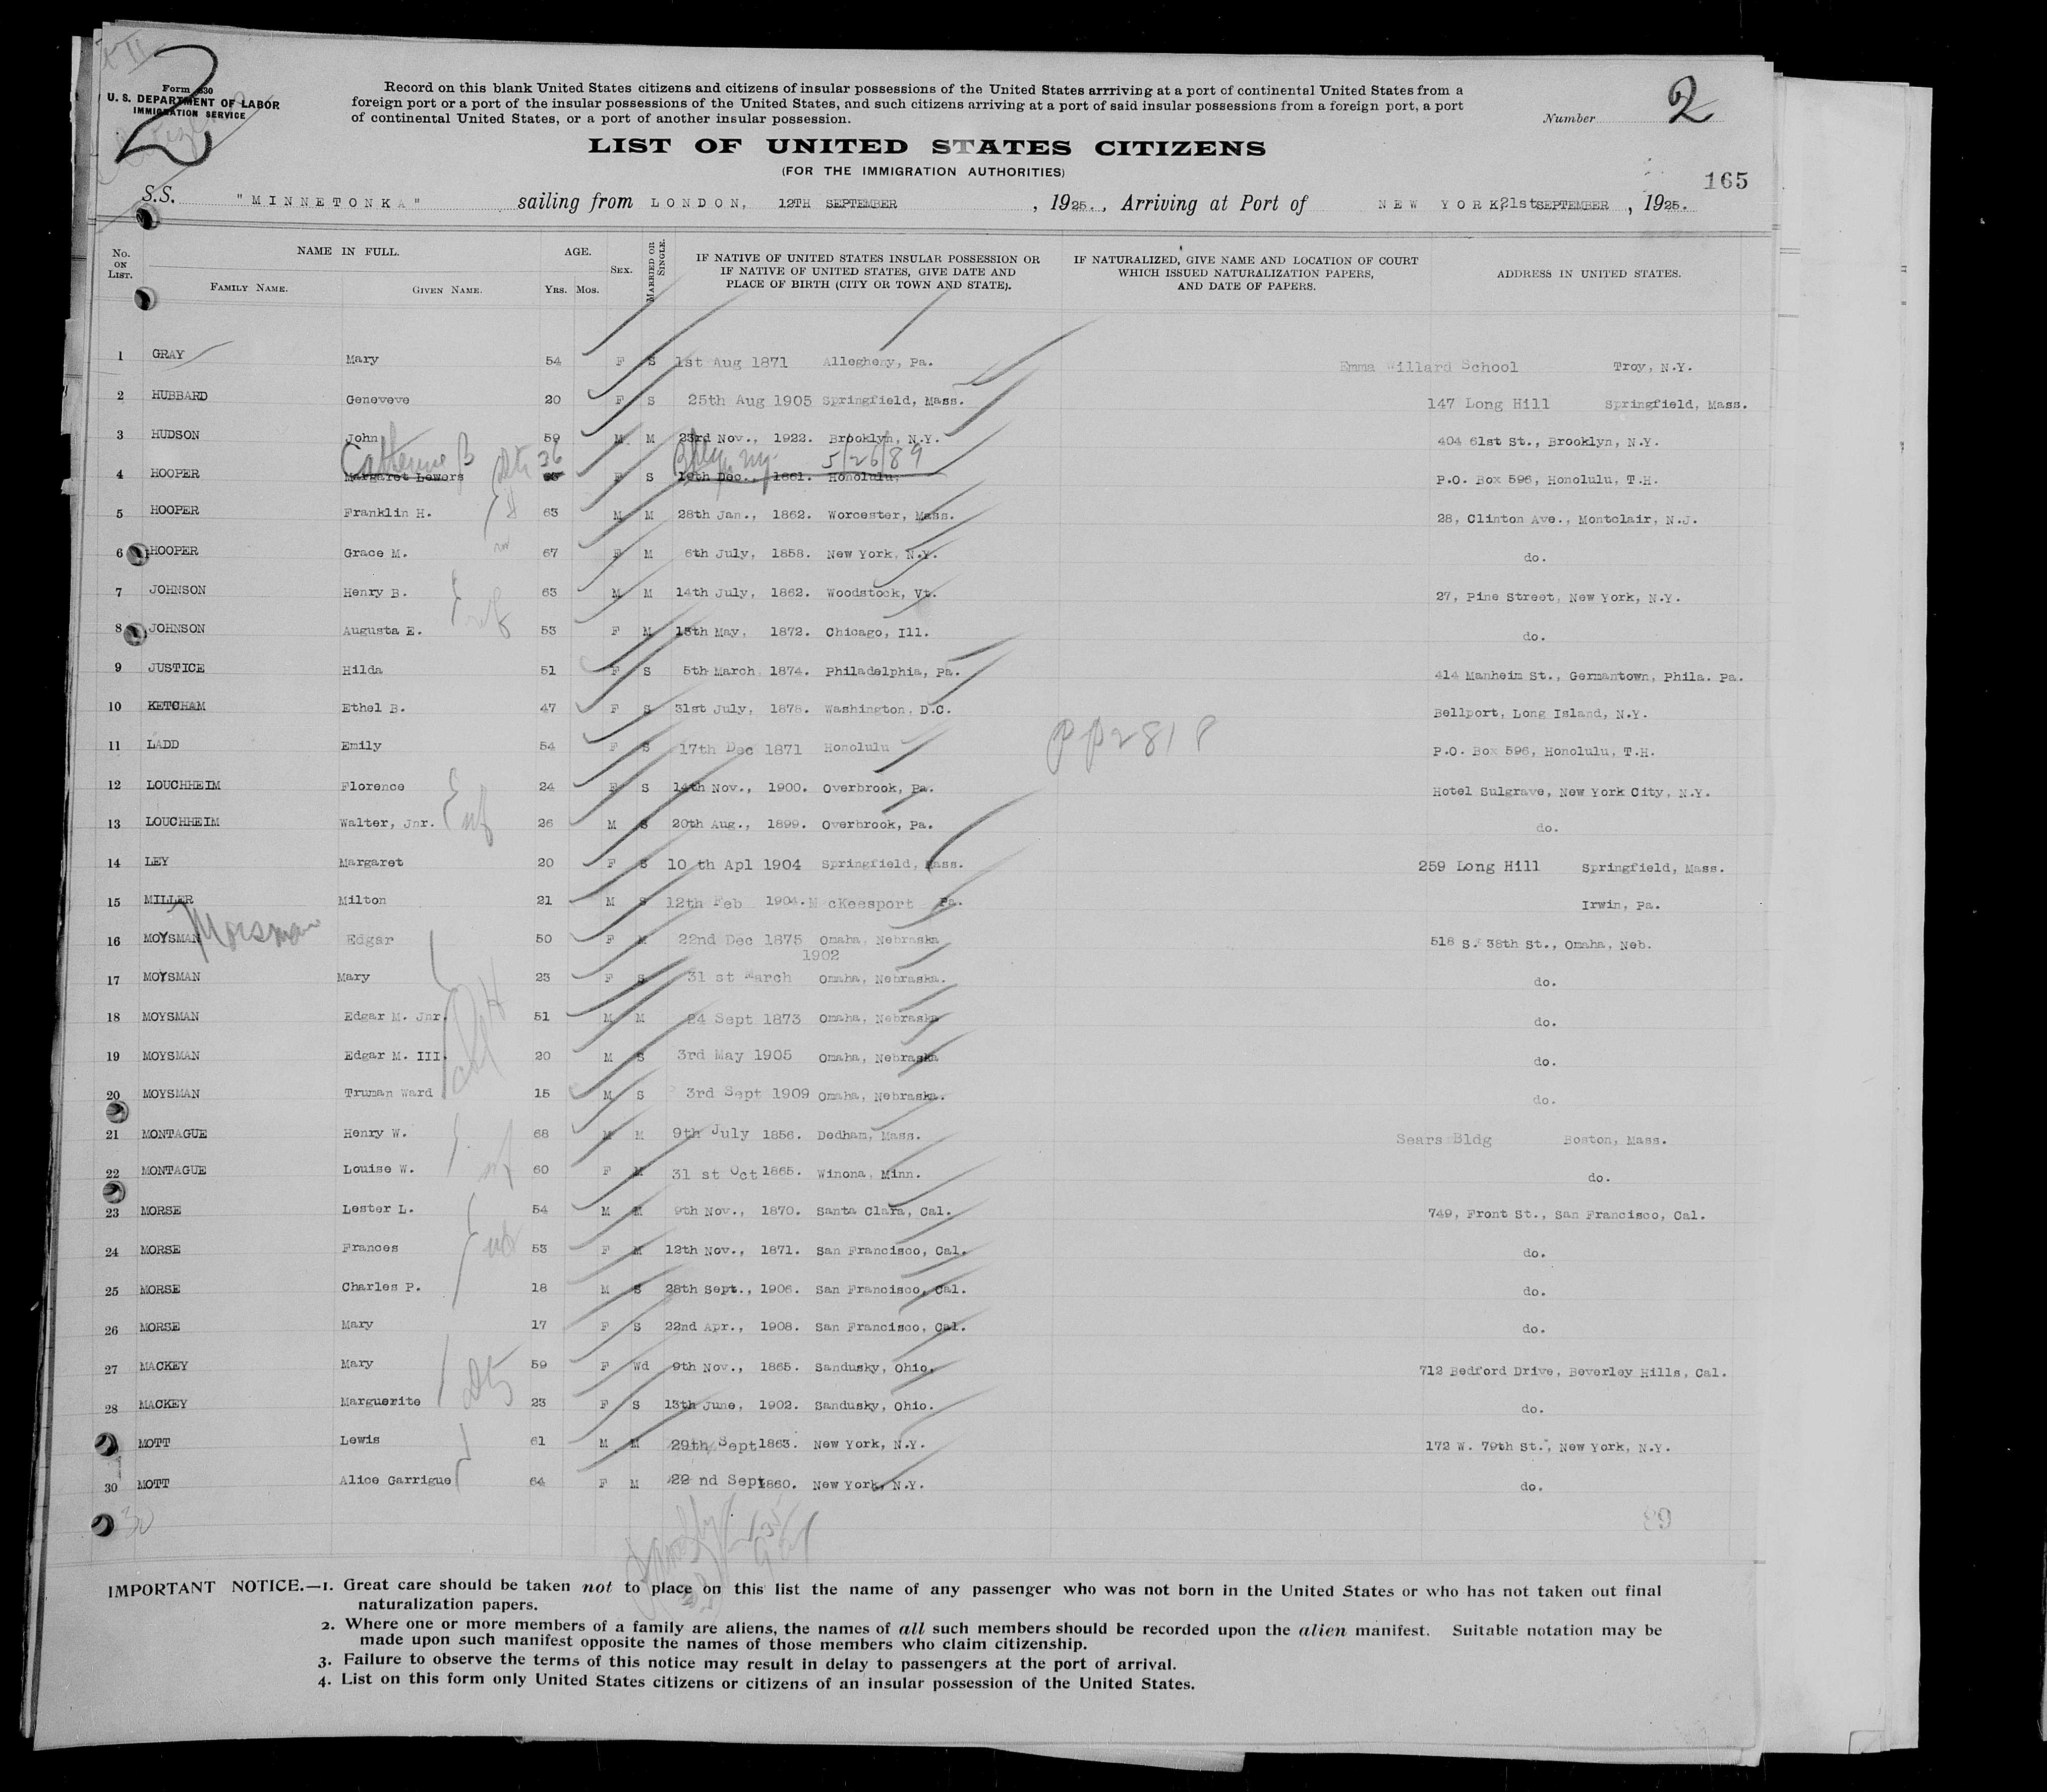 2
Form 630
U. S. DEPARTMENT OF LABOR
IMMIGRATION SERVICE
Record on this blank United States citizens and citizens of insular possessions of the United States arrriving at a port of continental United States from a
foreign port or a port of the insular possessions of the United States, and such citizens arriving at a port of said insular possessions from a foreign port, a port
of continental United States, or a port of another insular possession.
Number 2
LIST OF UNITED STATES CITIZENS
(FOR THE IMMIGRATION AUTHORITIES)
165
S.S. "MINNETONKA" sailing from LONDON, 12TH SEPTEMBER, 1925., Arriving at Port of NEW YORK, 21st SEPTEMBER, 1925.
No. ON LIST. NAME IN FULL. FAMILY NAME. GIVEN NAME. AGE. YRS. MOS. SEX. MARRIED OR SINGLE. IF NATIVE OF UNITED STATES INSULAR POSSESSION OR IF NATIVE OF UNITED STATES, GIVE DATE AND PLACE OF BIRTH (CITY OR TOWN AND STATE). IF NATURALIZED, GIVE NAME AND LOCATION OF COURT WHICH ISSUED NATURALIZATION PAPERS, AND DATE OF PAPERS. ADDRESS IN UNITED STATES.
1 GRAY Mary 54 F S 1st Aug 1871 Allegheny, Pa. Emma Willard School Troy, N.Y.
2 HUBBARD Geneveve 20 F S 25th Aug 1905 Springfield, Mass. 147 Long Hill Springfield, Mass.
3 HUDSON John 59 M M 23rd Nov., 1922. Brooklyn, N.Y. 404 61st St., Brooklyn, N.Y.
Catherine B 36 Bklyn ny. 5/26/89
4 HOOPER Margaret Lewers F S 19th Dec., 1861. Honolulu, P.O. Box 596, Honolulu, T.H.
5 HOOPER Franklin H. 63 M M 28th Jan., 1862. Worcester, Mass. 28, Clinton Ave., Montclair, N.J.
6 HOOPER Grace M. 67 F M 6th July, 1858. New York, N.Y. do.
7 JOHNSON Henry B. 63 M M 14th July, 1862. Woodstock, Vt. 27, Pine Street, New York, N.Y.
8 JOHNSON Augusta E. 53 F M 15th May, 1872. Chicago, Ill. do.
9 JUSTICE Hilda 51 F S 5th March 1874. Philadelphia, Pa. 414 Manheim St., Germantown, Phila. Pa.
10 KETCHAM Ethel B. 47 F S 31st July, 1878. Washington, D.C. Bellport, Long Island, N.Y.
11 LADD Emily 54 F S 17th Dec 1871 Honolulu PP2818 P.O. Box 596, Honolulu, T.H.
12 LOUCHHEIM Florence 24 F S 14th Nov., 1900. Overbrook, Pa. Hotel Sulgrave, New York City, N.Y.
13 LOUCHHEIM Walter, Jnr. 26 M S 20th Aug., 1899. Overbrook, Pa. do.
14 LEY Margaret 20 F S 10 th Apl 1904 Springfield, Mass. 259 Long Hill Springfield, Mass.
15 MILLER Milton 21 M S 12th Feb 1904. M cKeesport Pa. Irwin, Pa.
16 MOYSMAN Morsman Edgar 50 F M 22nd Dec 1875 Omaha, Nebraska 518 S. 38th St., Omaha, Neb.
1902
17 MOYSMAN Mary 23 F S 31 st March Omaha, Nebraska. do.
18 MOYSMAN Edgar M. Jnr. 51 M M 24 Sept 1873 Omaha, Nebraska do.
19 MOYSMAN Edgar M. III. 20 M S 3rd May 1905 Omaha, Nebraska do.
20 MOYSMAN Truman Ward 15 M S 3rd Sept 1909 Omaha, Nebraska. do.
21 MONTAGUE Henry W. 68 M M 9th July 1856. Dedham, Mass. Sears Bldg Boston, Mass.
22 MONTAGUE Louise W. 60 F M 31 st Oct 1865. Winona, Minn. do.
23 MORSE Lester L. 54 M M 9th Nov., 1870. Santa Clara, Cal. 749, Front St., San Francisco, Cal.
24 MORSE Frances 53 F M 12th Nov., 1871. San Francisco, Cal. do.
25 MORSE Charles P. 18 M S 28th Sept., 1906. San Francisco, Cal. do.
26 MORSE Mary 17 F S 22nd Apr., 1908. San Francisco, Cal. do.
27 MACKEY Mary 59 F Wd 9th Nov., 1865. Sandusky, Ohio. 712 Bedford Drive, Beverley Hills, Cal.
28 MACKEY Marguerite 23 F S 13th June, 1902. Sandusky, Ohio. do.
MOTT Lewis 61 M M 29th Sept 1863. New York, N.Y. 172 W. 79th St., New York, N.Y.
30 MOTT Alice Garrigue 64 F M 22 nd Sept 1860. New York, N.Y. do.
30
IMPORTANT NOTICE.—1. Great care should be taken not to place on this list the name of any passenger who was not born in the United States or who has not taken out final
naturalization papers.
2. Where one or more members of a family are aliens, the names of all such members should be recorded upon the alien manifest. Suitable notation may be
made upon such manifest opposite the names of those members who claim citizenship.
3. Failure to observe the terms of this notice may result in delay to passengers at the port of arrival.
4. List on this form only United States citizens or citizens of an insular possession of the United States.